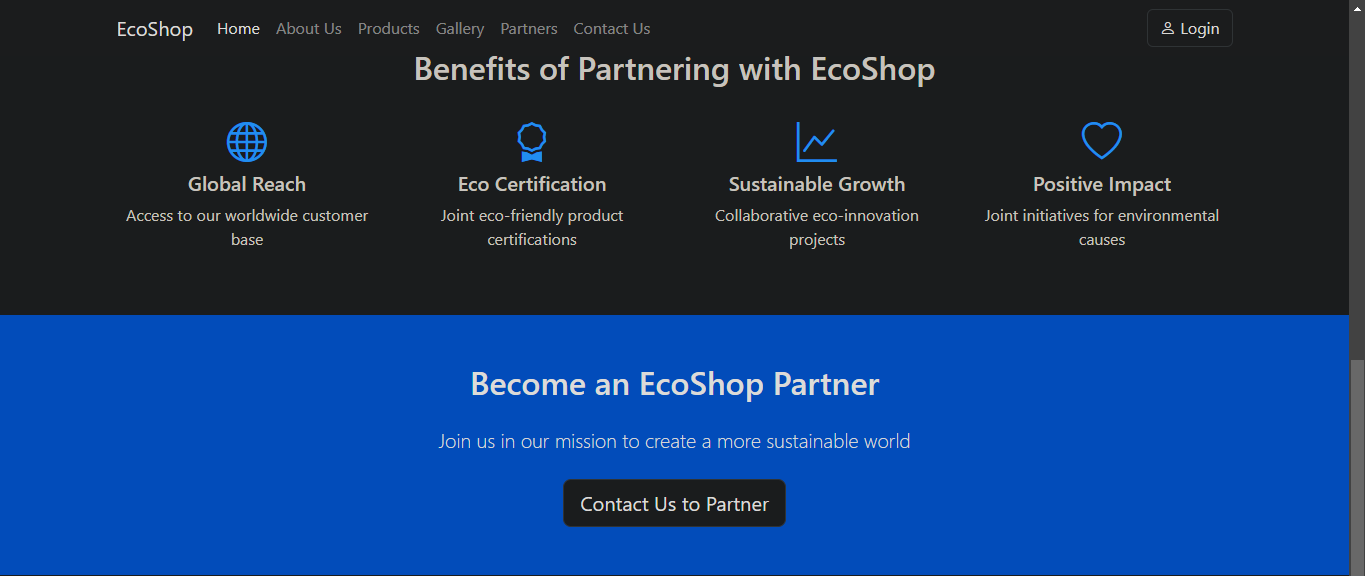 EcoShop Home About Us Products Gallery Partners Contact Us Login
Benefits of Partnering with EcoShop
Global Reach
Access to our worldwide customer
base
Eco Certification
Joint eco-friendly product
certifications
Sustainable Growth
Collaborative eco-innovation
projects
Positive Impact
Joint initiatives for environmental
causes
Become an EcoShop Partner
Join us in our mission to create a more sustainable world
Contact Us to Partner